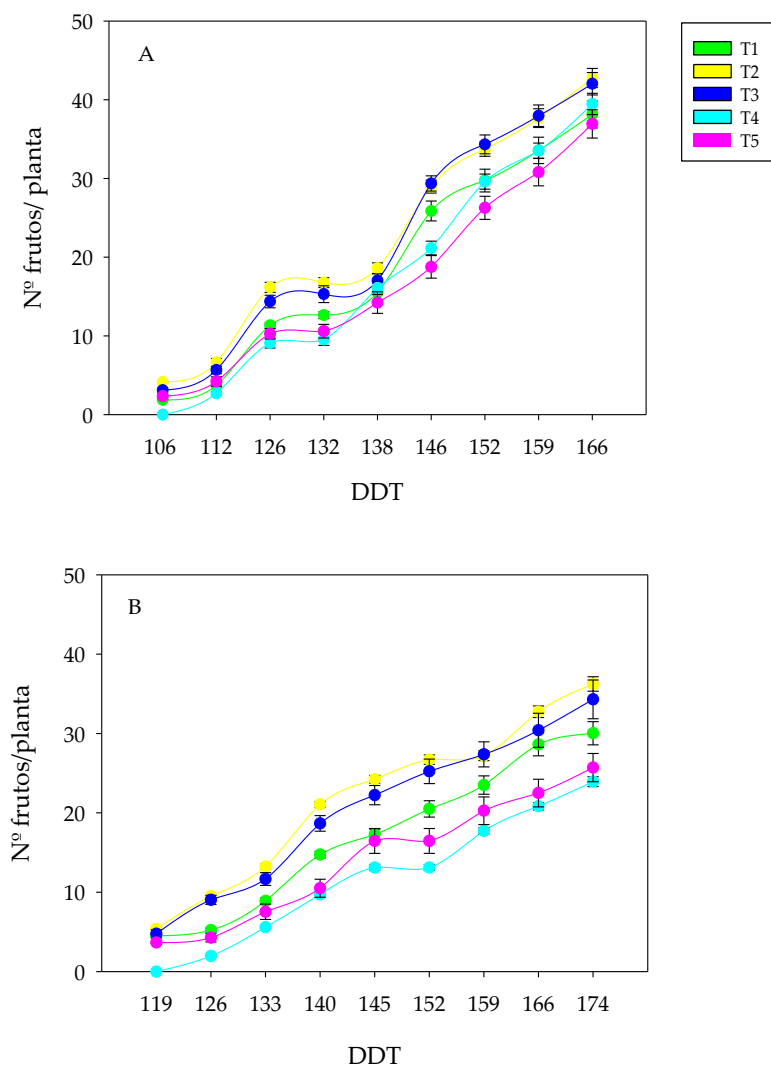 50
A
40
30
20
10
0
Nº frutos/ planta
106 112 126 132 138 146 152 159 166
DDT
T1
T2
T3
T4
T5
50
B
40
30
20
10
0
Nº frutos/planta
119 126 133 140 145 152 159 166 174
DDT